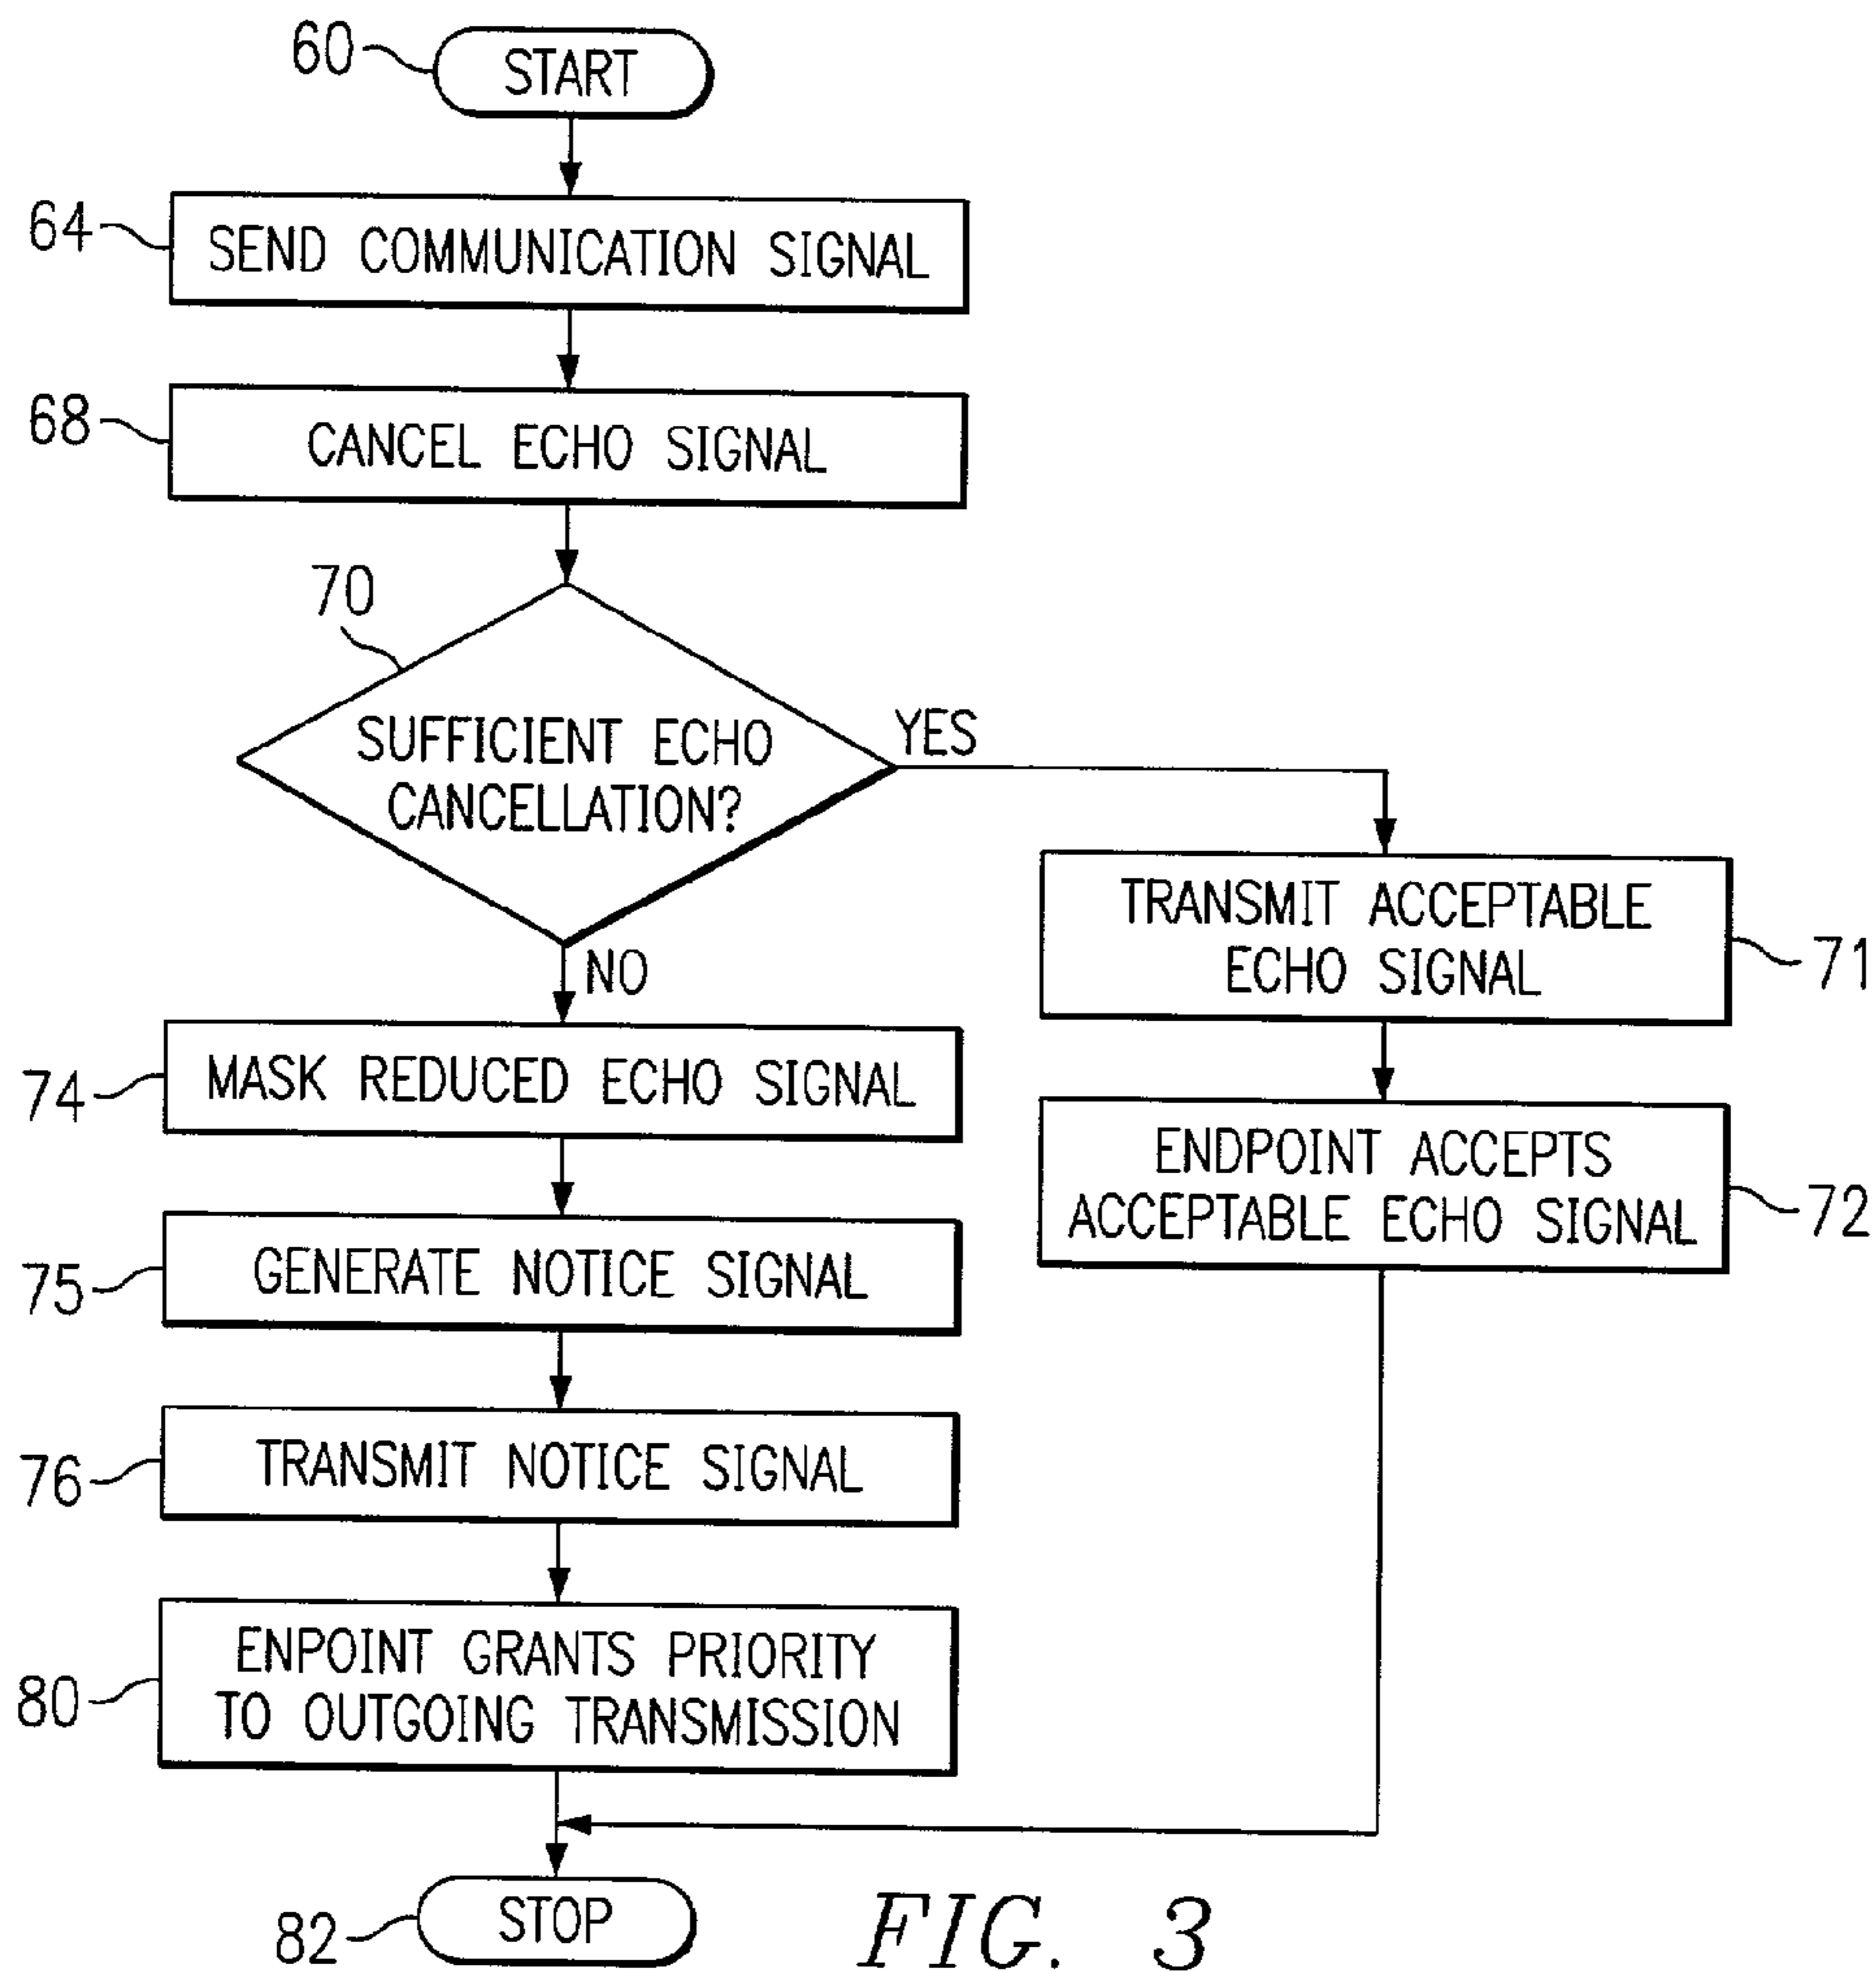 60
START
64
SEND COMMUNICATION SIGNAL
68
CANCEL ECHO SIGNAL
70
SUFFICIENT ECHO
CANCELLATION?
YES
NO
TRANSMIT ACCEPTABLE
ECHO SIGNAL
71
ENDPOINT ACCEPTS
ACCEPTABLE ECHO SIGNAL
72
74
MASK REDUCED ECHO SIGNAL
75
GENERATE NOTICE SIGNAL
76
TRANSMIT NOTICE SIGNAL
80
ENPOINT GRANTS PRIORITY
TO OUTGOING TRANSMISSION
82
STOP
FIG. 3